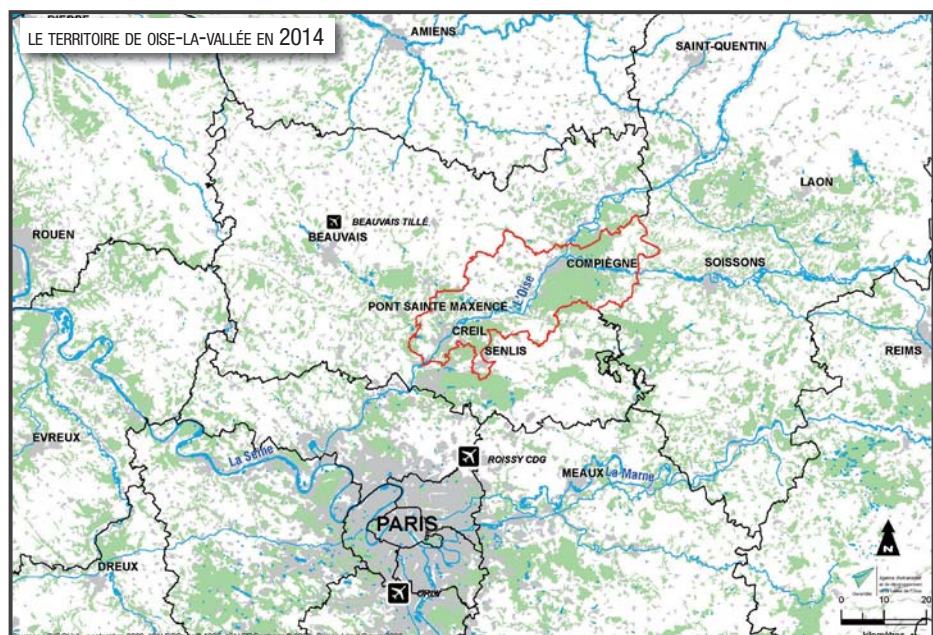 LE TERRITOIRE DE OISE-LA-VALLÉE EN 2014
AMIENS
SAINT-QUENTIN
LAON
BEAUVAIS TILLÉ
BEAUVAIS
ROUEN
COMPIÈGNE
SOISSONS
L'Oise
PONT SAINTE MAXENCE
CREIL
SENLIS
REIMS
EVREUX
La Seine
ROISSY CDG
MEAUX
La Marne
PARIS
DREUX
ORLY
N
0 10 20
kilomètres